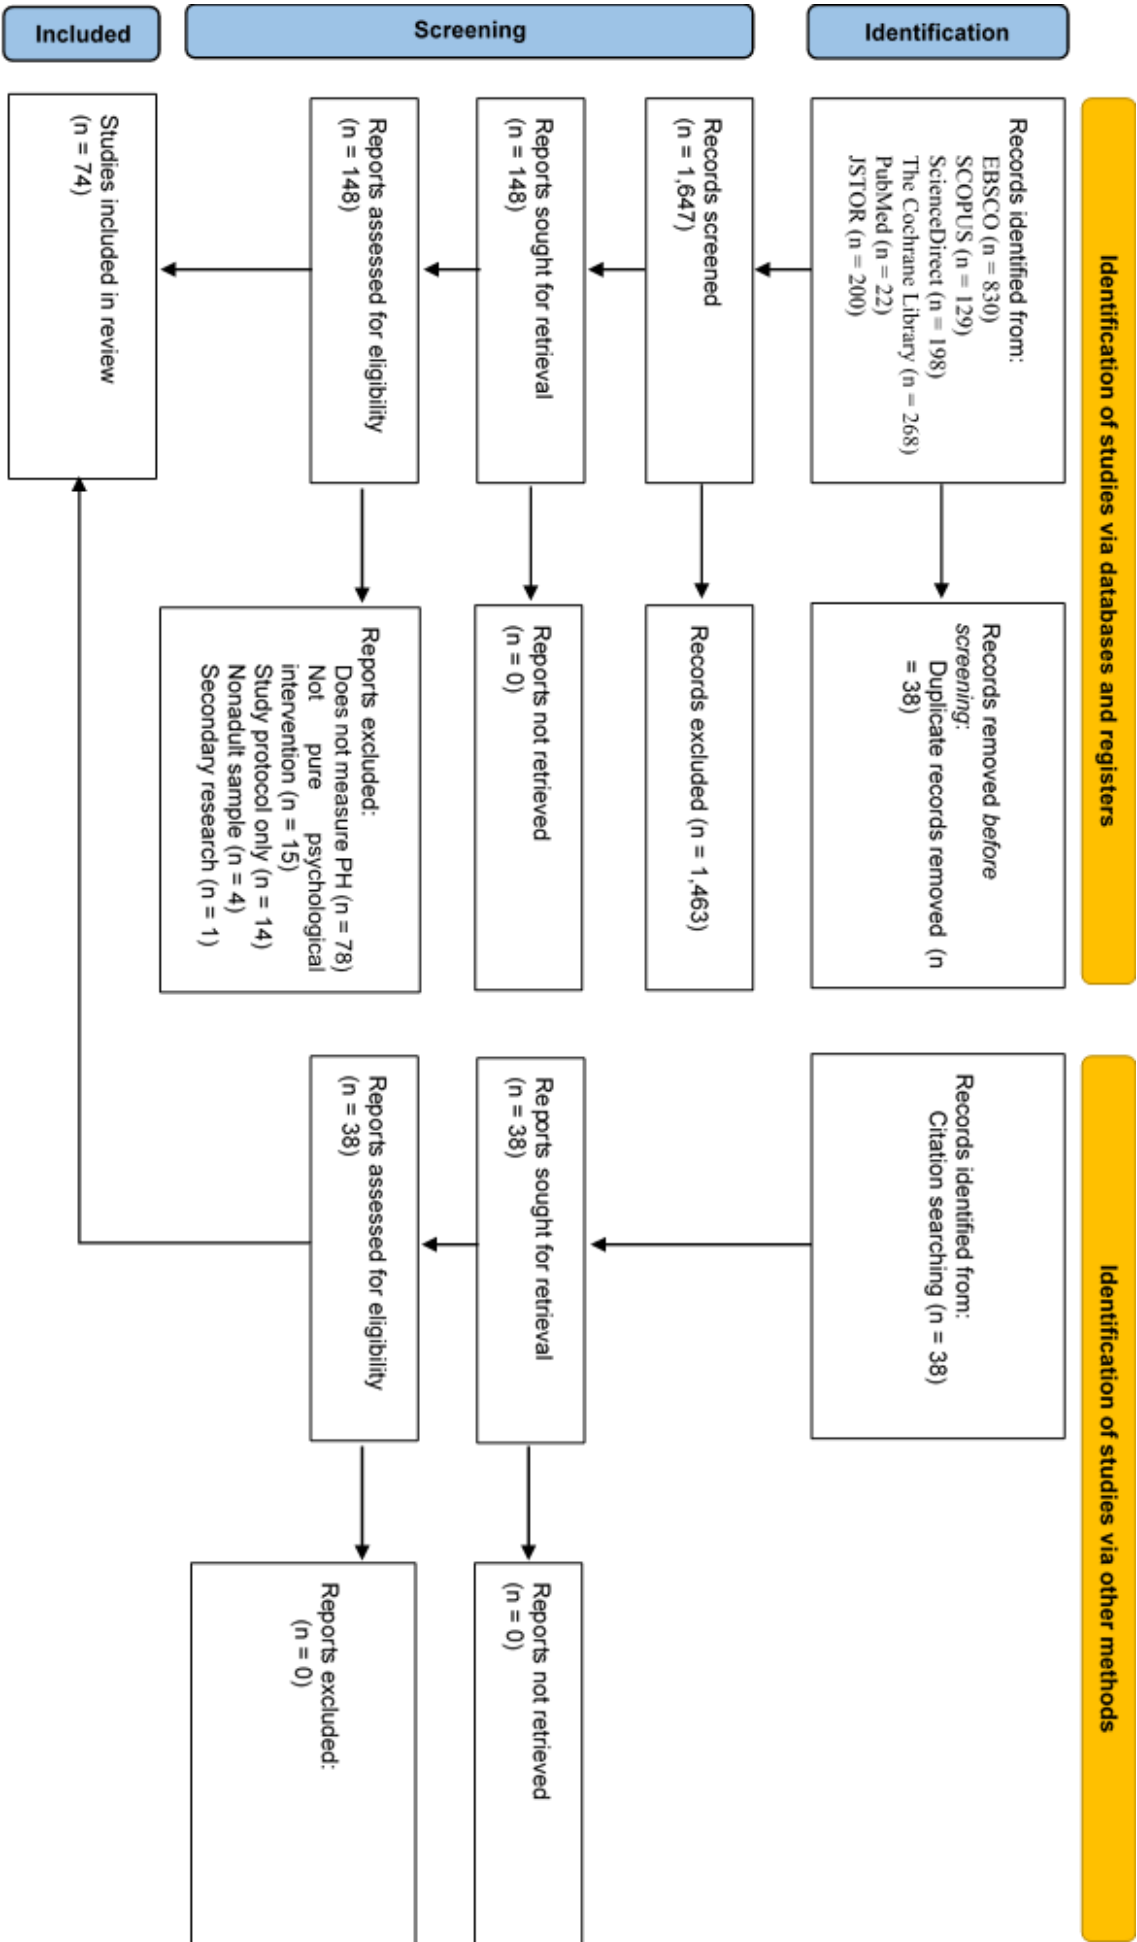 Identification of studies via databases and registers
Identification of studies via other methods
Identification
Records identified from:
EBSCO (n = 830)
SCOPUS (n = 129)
ScienceDirect (n = 198)
The Cochrane Library (n = 268)
PubMed (n = 22)
JSTOR (n = 200)
Records removed before
screening:
Duplicate records removed (n
= 38)
Records identified from:
Citation searching (n = 38)
Screening
Records screened
(n = 1,647)
Records excluded (n = 1,463)
Reports sought for retrieval
(n = 148)
Reports not retrieved
(n = 0)
Reports sought for retrieval
(n = 38)
Reports not retrieved
(n = 0)
Reports assessed for eligibility
(n = 148)
Reports excluded:
Does not measure PH (n = 78)
Not pure psychological
intervention (n = 15)
Study protocol only (n = 14)
Nonadult sample (n = 4)
Secondary research (n = 1)
Reports assessed for eligibility
(n = 38)
Reports excluded:
(n = 0)
Included
Studies included in review
(n = 74)